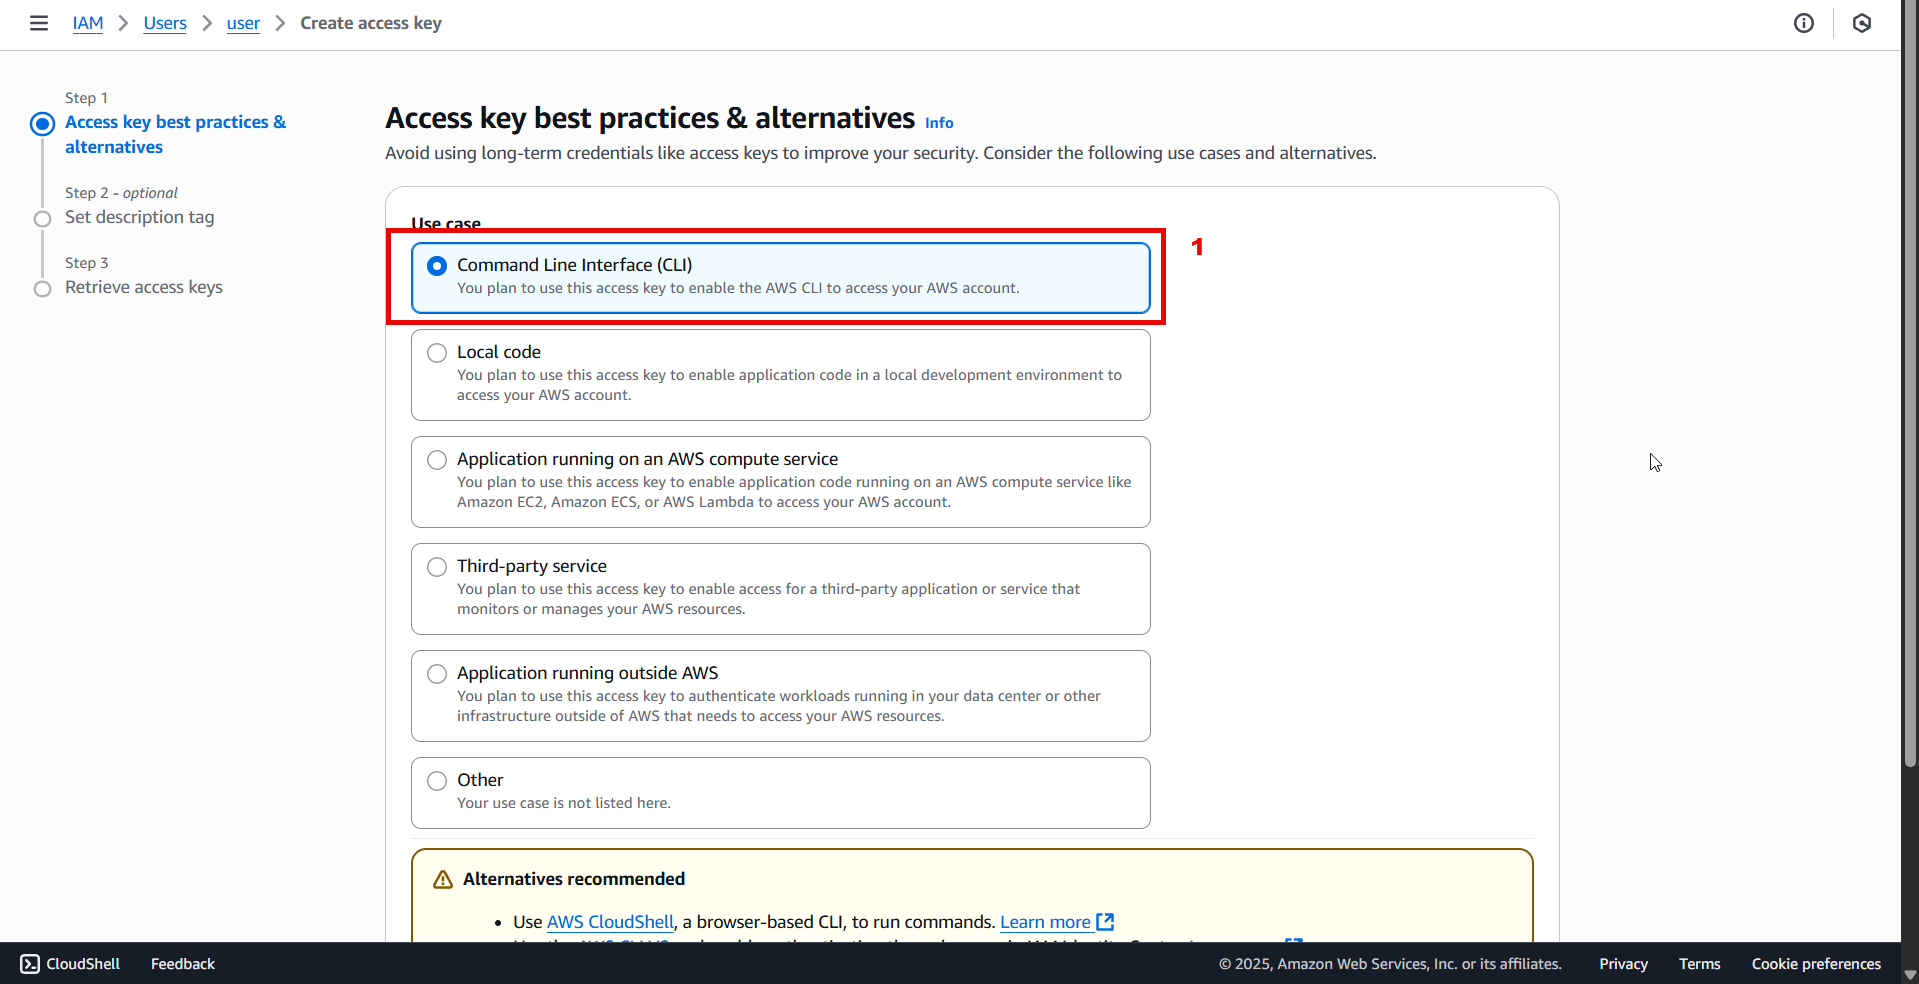 IAM > Users > user > Create access key
Step 1
Access key best practices &
alternatives
Step 2 - optional
Set description tag
Step 3
Retrieve access keys
Access key best practices & alternatives Info
Avoid using long-term credentials like access keys to improve your security. Consider the following use cases and alternatives.
Use case
1
Command Line Interface (CLI)
You plan to use this access key to enable the AWS CLI to access your AWS account.
Local code
You plan to use this access key to enable application code in a local development environment to
access your AWS account.
Application running on an AWS compute service
You plan to use this access key to enable application code running on an AWS compute service like
Amazon EC2, Amazon ECS, or AWS Lambda to access your AWS account.
Third-party service
You plan to use this access key to enable access for a third-party application or service that
monitors or manages your AWS resources.
Application running outside AWS
You plan to use this access key to authenticate workloads running in your data center or other
infrastructure outside of AWS that needs to access your AWS resources.
Other
Your use case is not listed here.
Alternatives recommended
• Use AWS CloudShell, a browser-based CLI, to run commands. Learn more
CloudShell Feedback © 2025, Amazon Web Services, Inc. or its affiliates. Privacy Terms Cookie preferences